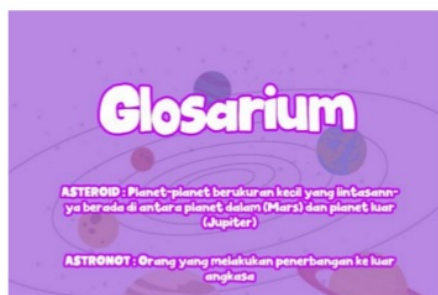 Glosarium
ASTEROID : Planet-planet berukuran kecil yang lintasann-
ya berada di antara planet dalam (Mars) dan planet luar
(Jupiter)
ASTRONOT : Orang yang melakukan penerbangan ke luar
angkasa